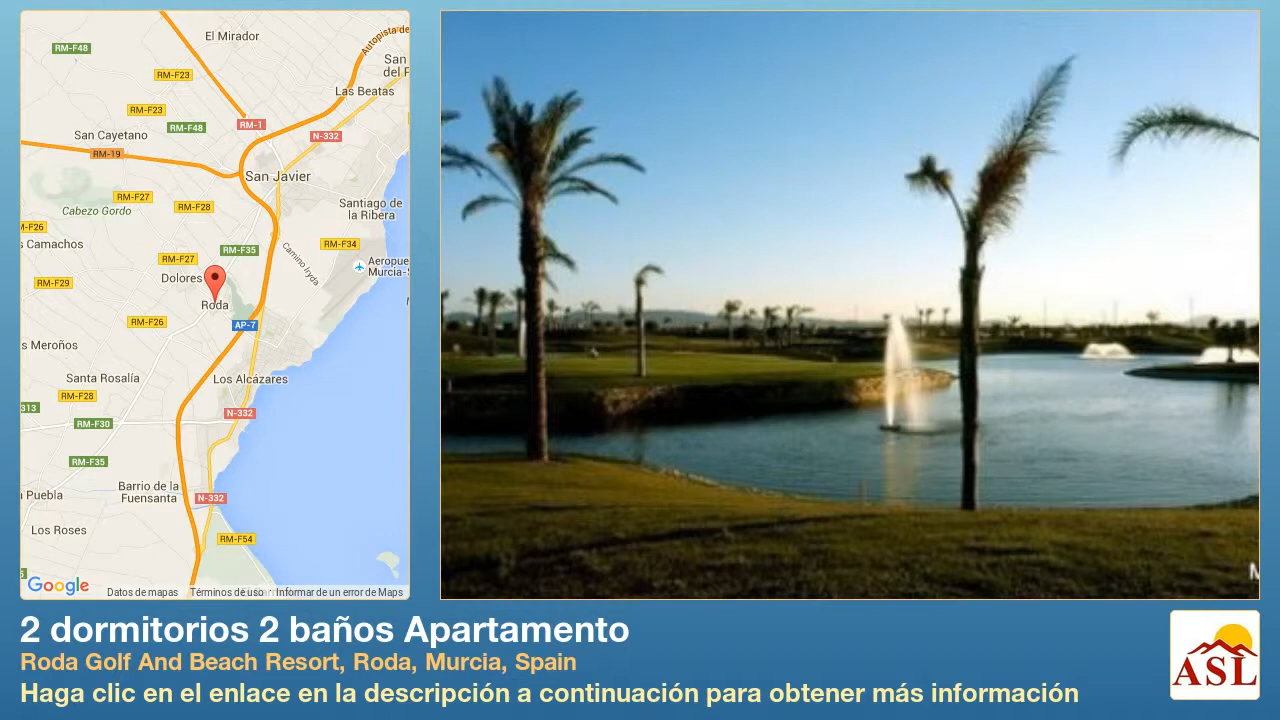 El Mirador
Autopista de
RM-F48
San
del P
RM-F23
Las Beatas
RM-F23
RM-F48
RM-1
San Cayetano
N-332
RM-19
San Javier
RM-F27
RM-F28
Santiago de
la Ribera
Cabezo Gordo
M-F26
s Camachos
RM-F35
RM-F34
Camino Iryda
RM-F27
Aeropue
Murcia-S
Dolores
RM-F29
Roda
RM-F26
AP-7
s Meroños
Santa Rosalía
Los Alcázares
RM-F28
313
N-332
RM-F30
RM-F35
Barrio de la
Fuensanta
a Puebla
N-332
Los Roses
RM-F54
Google
Datos de mapas
Términos de uso
Informar de un error de Maps
M
2 dormitorios 2 baños Apartamento
Roda Golf And Beach Resort, Roda, Murcia, Spain
Haga clic en el enlace en la descripción a continuación para obtener más información
ASL